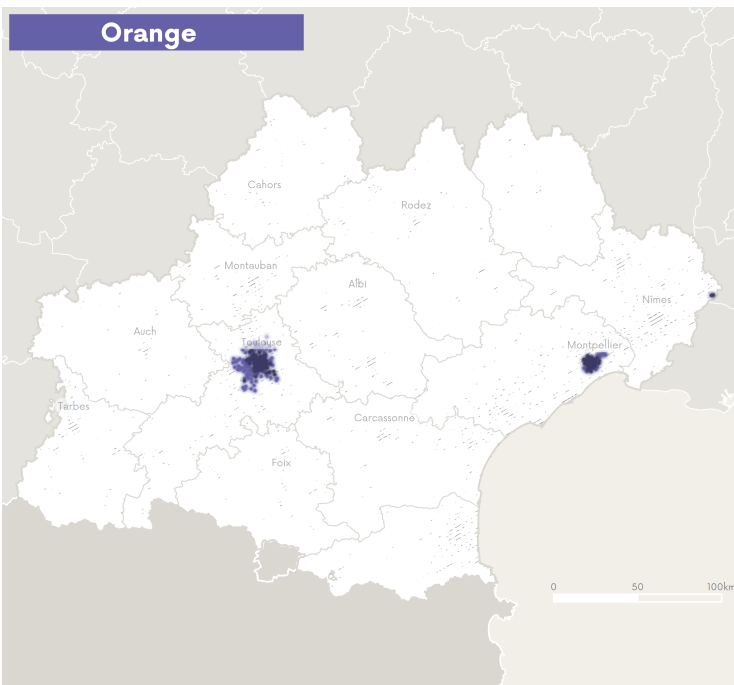 Orange
Cahors
Rodez
Montauban
Albi
Nîmes
Auch
Toulouse
Montpellier
Tarbes
Carcassonne
Foix
0 50 100km